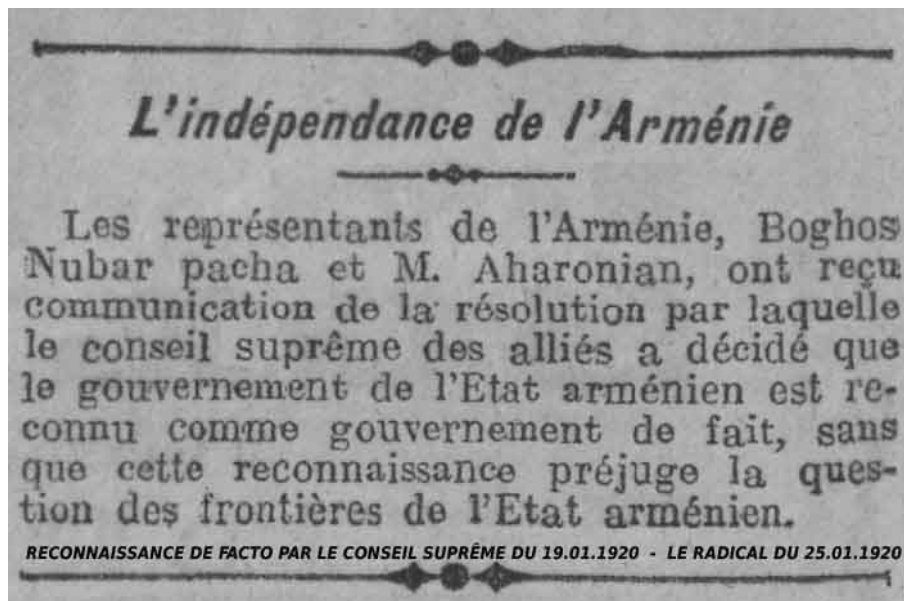 L'indépendance de l'Arménie
Les représentants de l'Arménie, Boghos
Nubar pacha et M. Aharonian, ont reçu
communication de la résolution par laquelle
le conseil suprême des alliés a décidé que
le gouvernement de l'Etat arménien est re-
connu comme gouvernement de fait, sans
que cette reconnaissance préjuge la ques-
tion des frontières de l'Etat arménien.
RECONNAISSANCE DE FACTO PAR LE CONSEIL SUPRÊME DU 19.01.1920 - LE RADICAL DU 25.01.1920